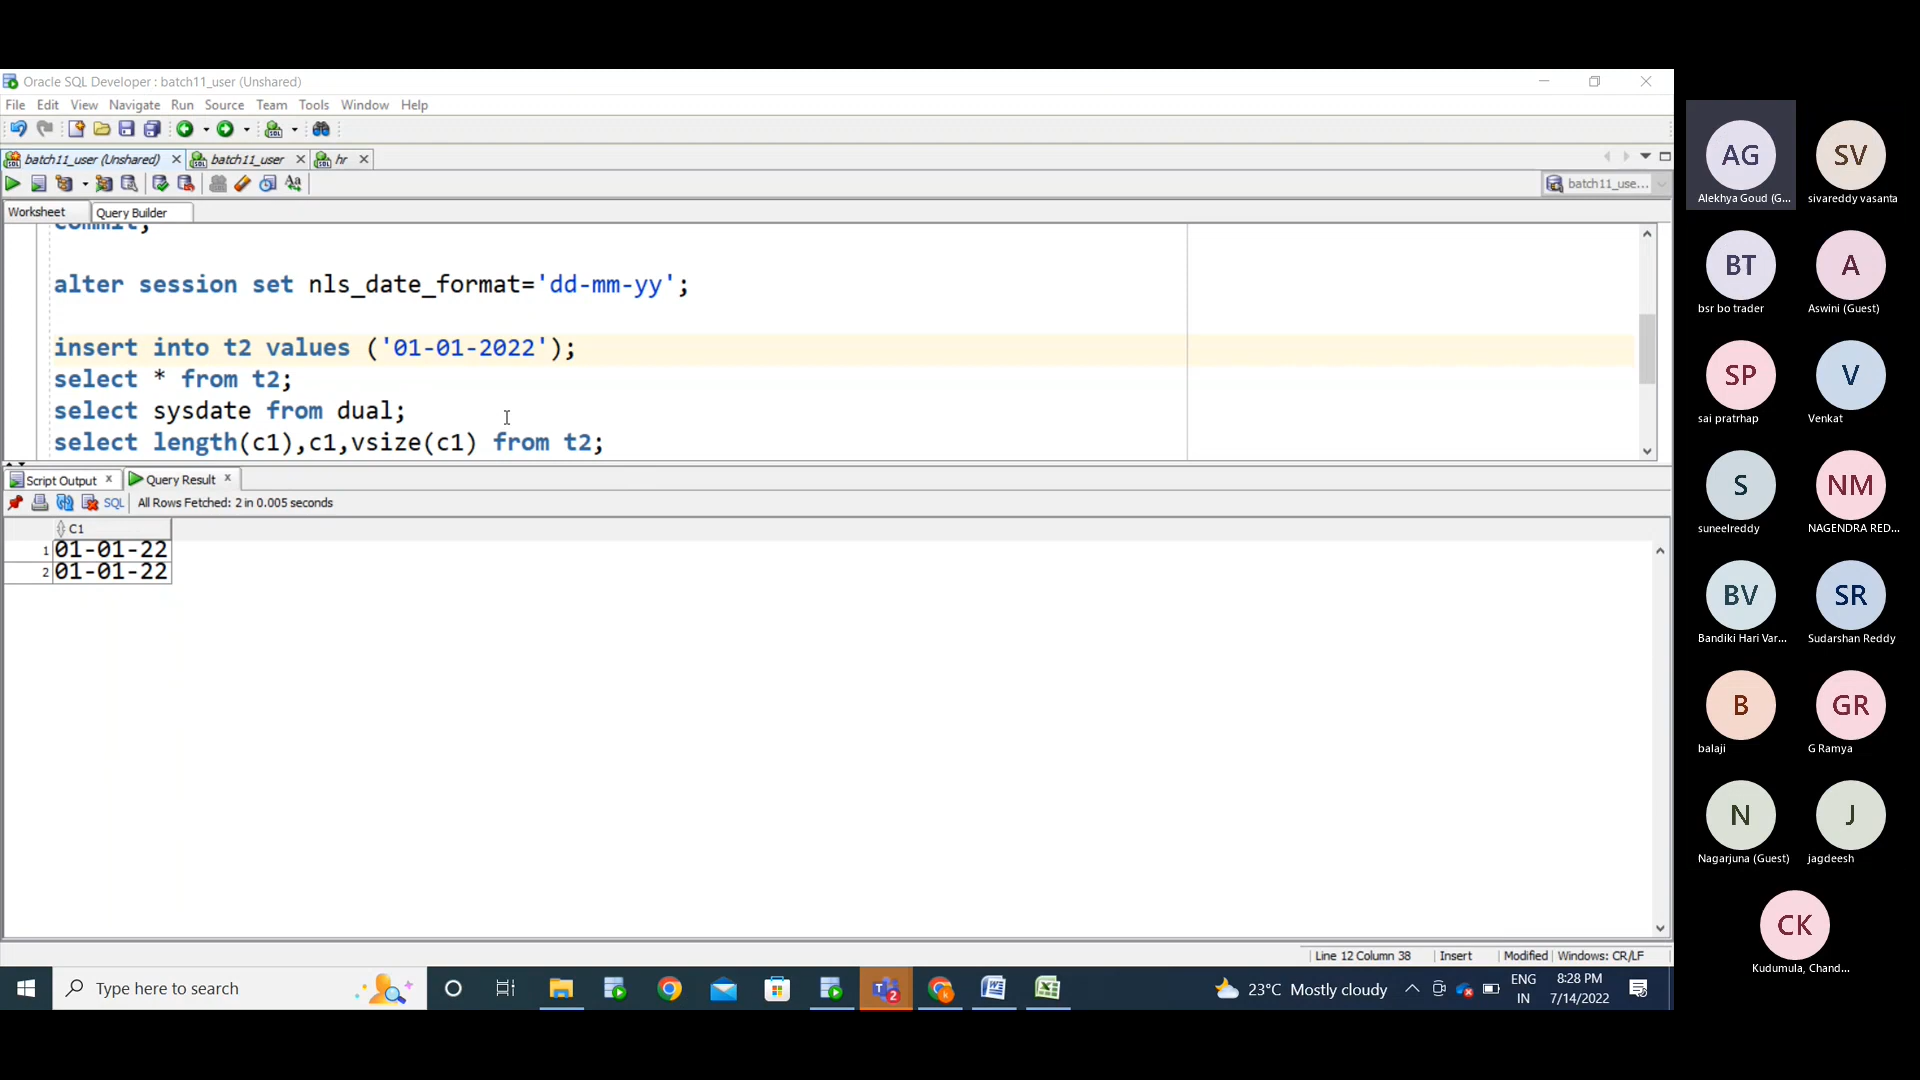 Oracle SQL Developer : batch11_user (Unshared)
File Edit View Navigate Run Source Team Tools Window Help
batch11_user (Unshared) batch11_user hr
batch11_use...
Worksheet Query Builder
commit;
alter session set nls_date_format='dd-mm-yy';
insert into t2 values ('01-01-2022');
select * from t2;
select sysdate from dual;
select length(c1),c1,vsize(c1) from t2;
Script Output Query Result
SQL All Rows Fetched: 2 in 0.005 seconds
C1
1 01-01-22
2 01-01-22
Line 12 Column 38 Insert Modified Windows: CR/LF
Type here to search
23°C Mostly cloudy
ENG
IN
8:28 PM
7/14/2022
AG
Alekhya Goud (G...
SV
sivareddy vasanta
BT
bsr bo trader
A
Aswini (Guest)
SP
sai pratrhap
V
Venkat
S
suneelreddy
NM
NAGENDRA RED...
BV
Bandiki Hari Var...
SR
Sudarshan Reddy
B
balaji
GR
G Ramya
N
Nagarjuna (Guest)
J
jagdeesh
CK
Kudumula, Chand...